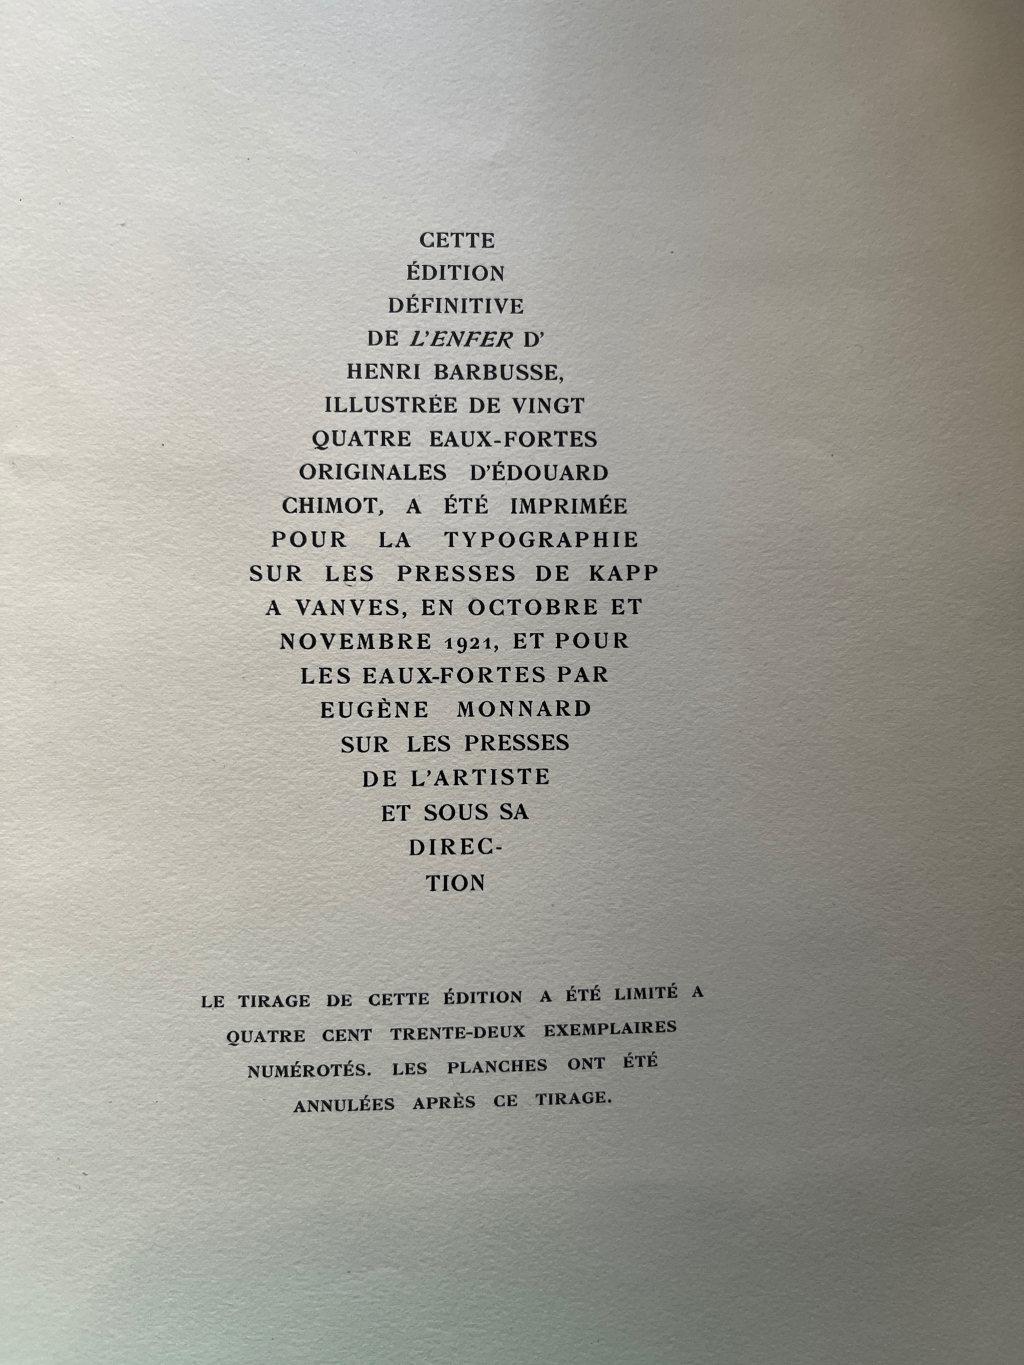 CETTE
ÉDITION
DÉFINITIVE
DE L'ENFER D'
HENRI BARBUSSE,
ILLUSTRÉE DE VINGT
QUATRE EAUX-FORTES
ORIGINALES D'ÉDOUARD
CHIMOT, A ÉTÉ IMPRIMÉE
POUR LA TYPOGRAPHIE
SUR LES PRESSES DE KAPP
A VANVES, EN OCTOBRE ET
NOVEMBRE 1921, ET POUR
LES EAUX-FORTES PAR
EUGÈNE MONNARD
SUR LES PRESSES
DE L'ARTISTE
ET SOUS SA
DIREC-
TION
LE TIRAGE DE CETTE ÉDITION A ÉTÉ LIMITÉ A
QUATRE CENT TRENTE-DEUX EXEMPLAIRES
NUMÉROTÉS. LES PLANCHES ONT ÉTÉ
ANNULÉES APRÈS CE TIRAGE.